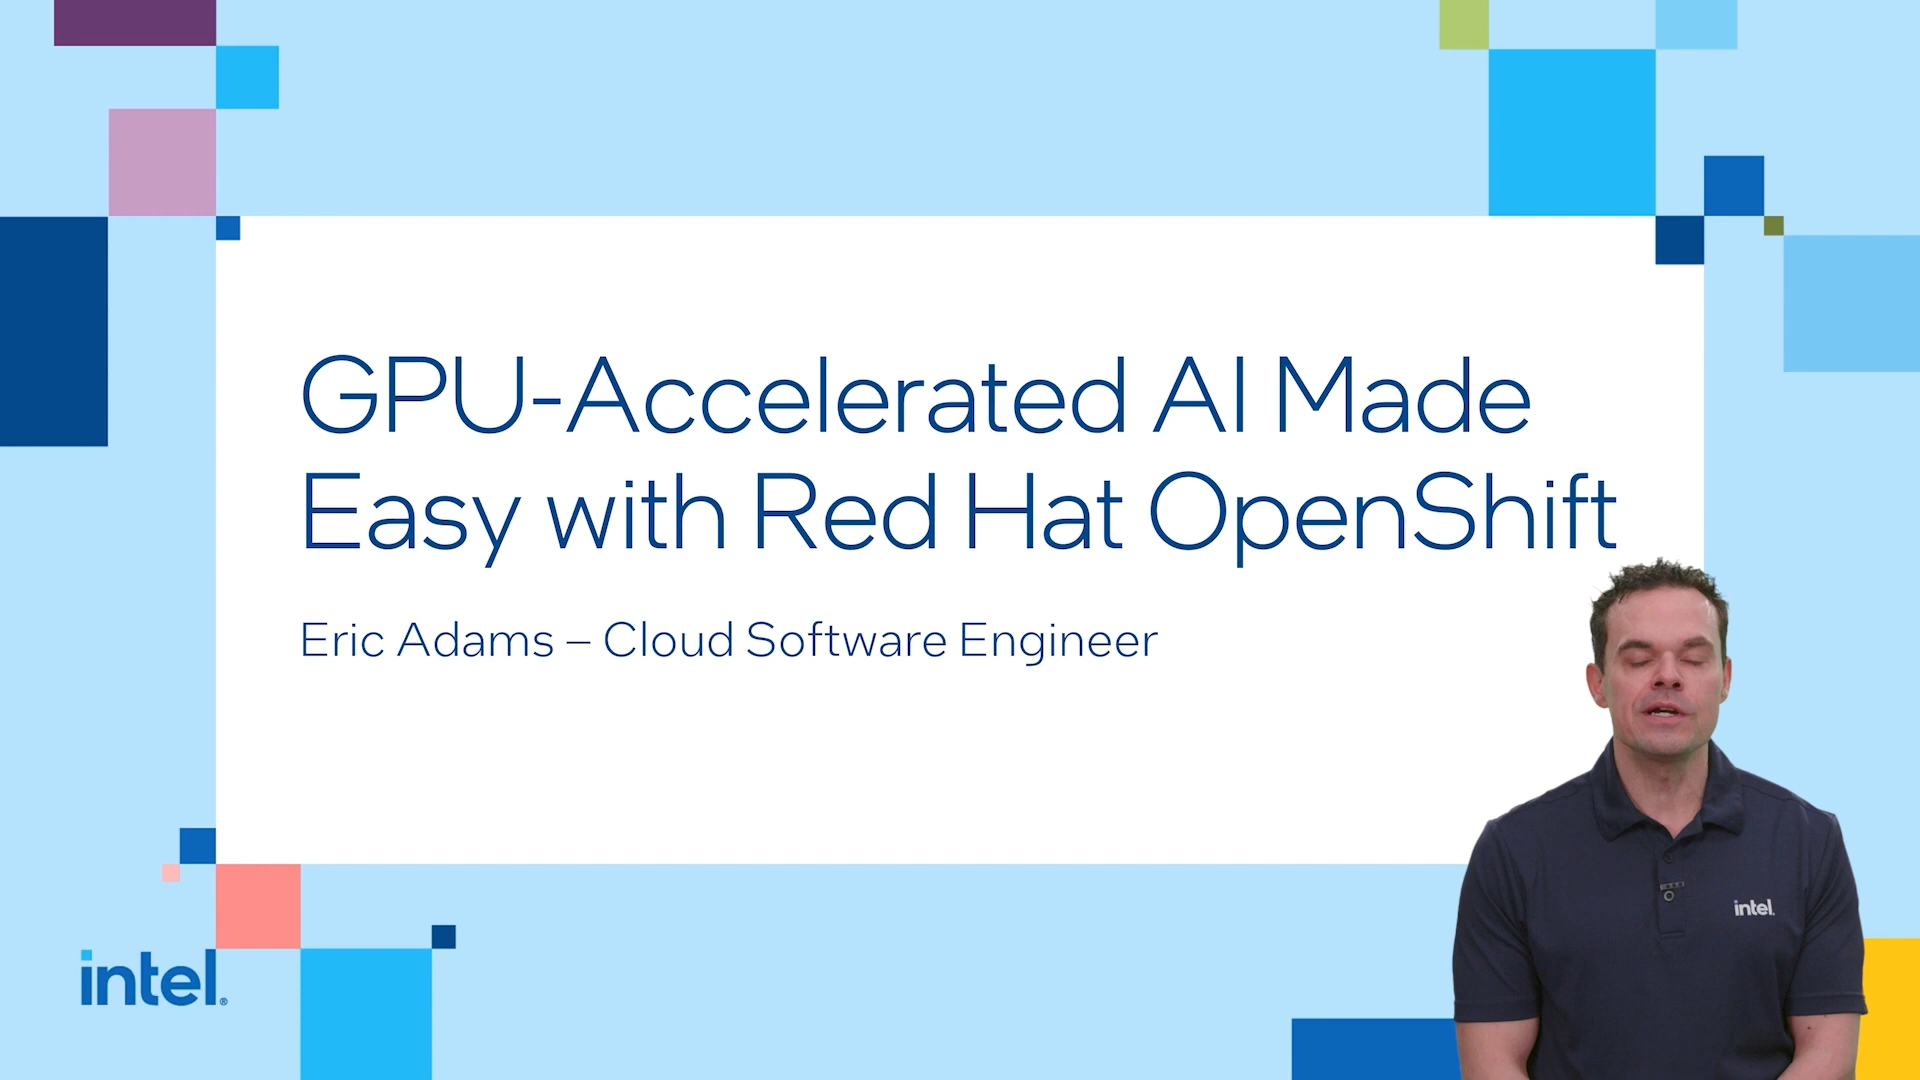 GPU-Accelerated AI Made
Easy with Red Hat OpenShift
Eric Adams – Cloud Software Engineer
intel.
intel®